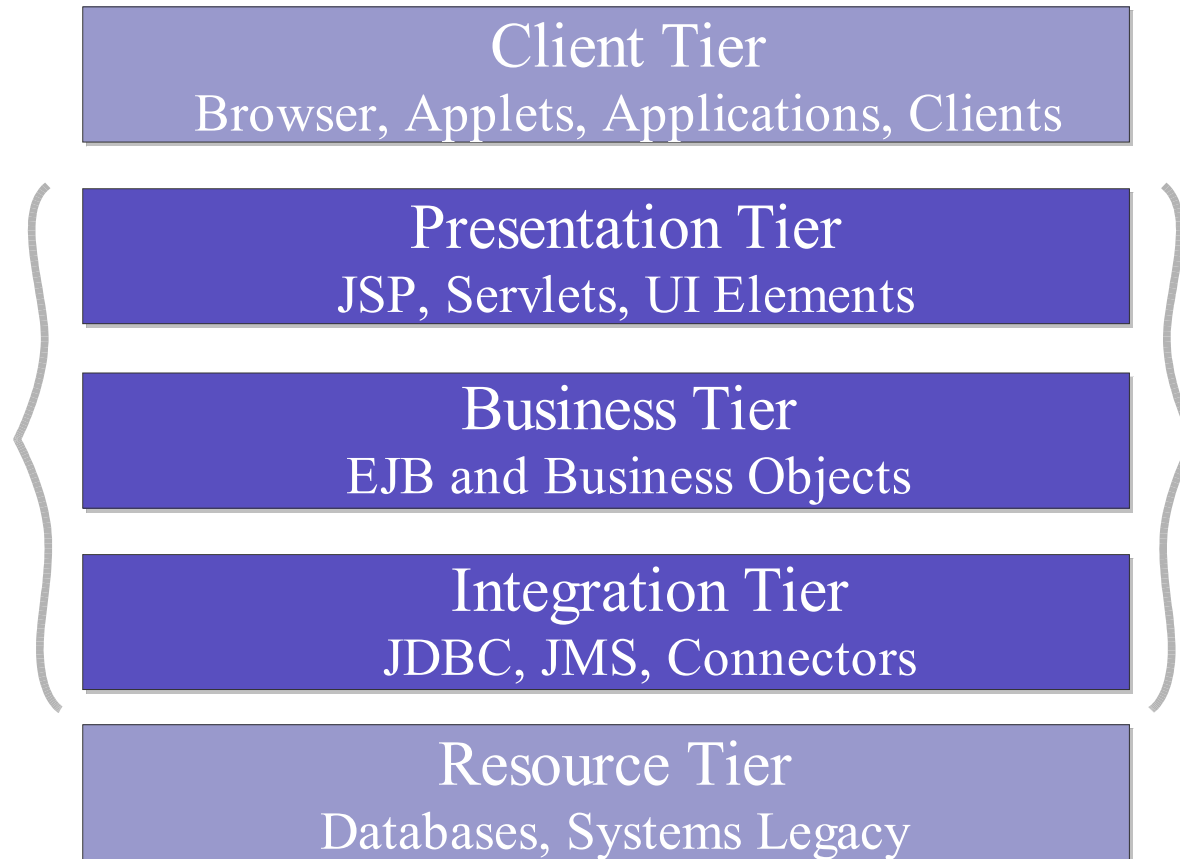 Client Tier
Browser, Applets, Applications, Clients
Presentation Tier
JSP, Servlets, UI Elements
Business Tier
EJB and Business Objects
Integration Tier
JDBC, JMS, Connectors
Resource Tier
Databases, Systems Legacy